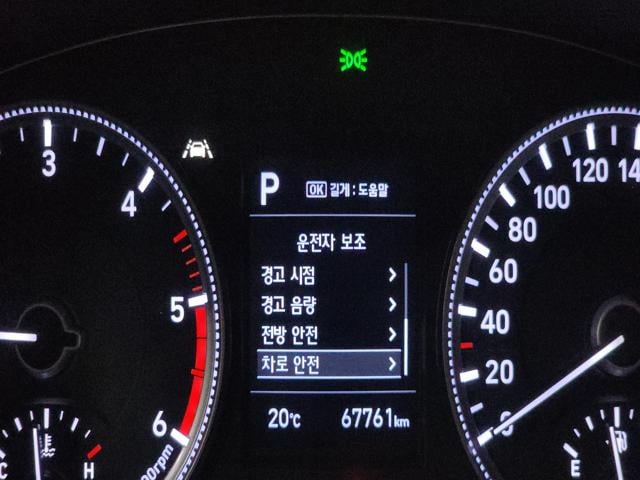 3
4
5
6
00rpm
C
H
P
OK 길게 : 도움말
운전자 보조
경고 시점
경고 음량
전방 안전
차로 안전
20℃
67761km
0
20
40
60
80
100
120
E